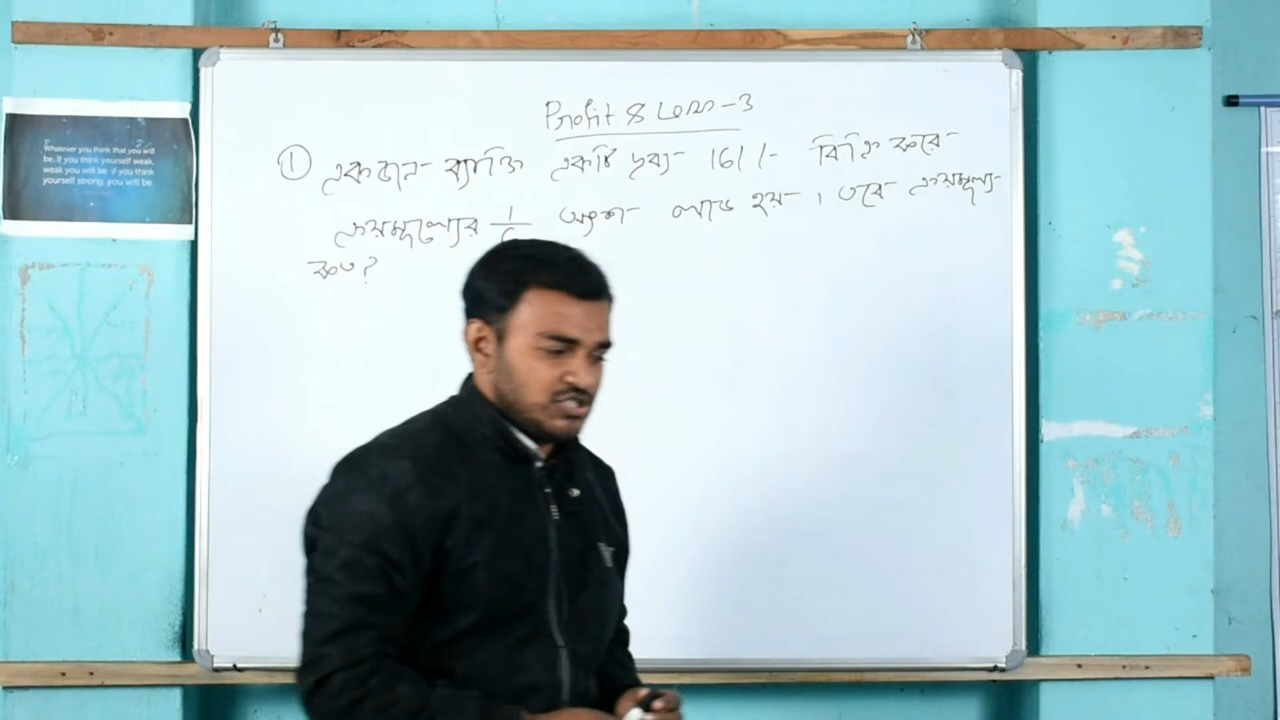 Profit & Loss-3
① একজন ব্যাক্তি একটি দ্রব্য 161/- বিক্রি করে
ক্রয়মূল্যের 1/ অংশ লাভ হয়। তবে ক্রয়মূল্য
কত?
Whatever you think that you will
be. If you think yourself weak,
weak you will be; if you think
yourself strong, you will be